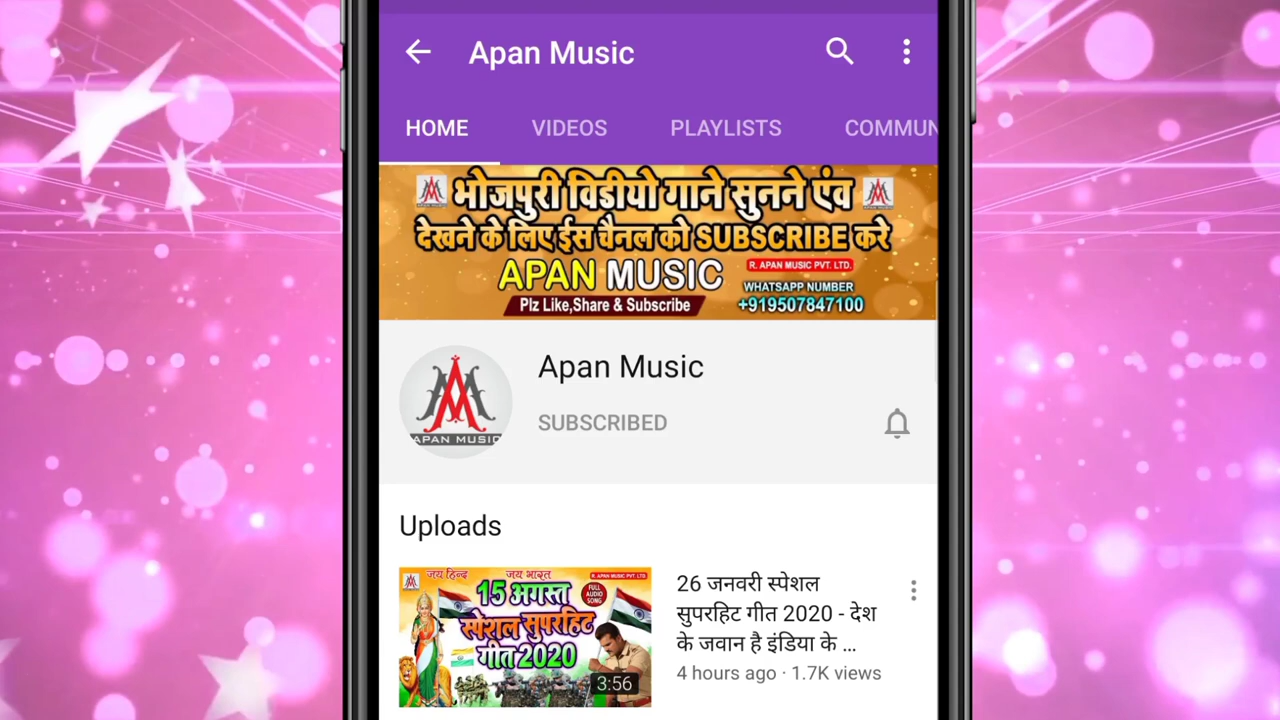 Apan Music
HOME VIDEOS PLAYLISTS COMMUN
भोजपुरी विडीयो गाने सुनने एंव
देखने के लिए ईस चैनल को SUBSCRIBE करे
APAN MUSIC
R. APAN MUSIC PVT. LTD.
WHATSAPP NUMBER
+919507847100
Plz Like,Share & Subscribe
Apan Music
SUBSCRIBED
APAN MUSIC
Uploads
जय हिन्द जय भारत
R. APAN MUSIC PVT. LTD
15 अगस्त
FULL
AUDIO
SONG
स्पेशल सुपरहिट
गीत 2020
3:56
26 जनवरी स्पेशल
सुपरहिट गीत 2020 - देश
के जवान है इंडिया के ...
4 hours ago · 1.7K views